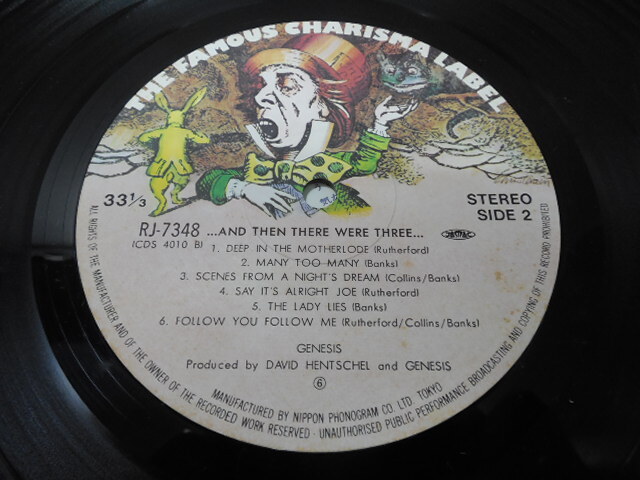 THE FAMOUS CHARISMA LABEL
33⅓
STEREO
SIDE 2
RJ-7348 ...AND THEN THERE WERE THREE...
(CDS 4010 B)
1. DEEP IN THE MOTHERLODE (Rutherford)
2. MANY TOO MANY (Banks)
3. SCENES FROM A NIGHT'S DREAM (Collins/Banks)
4. SAY IT'S ALRIGHT JOE (Rutherford)
5. THE LADY LIES (Banks)
6. FOLLOW YOU FOLLOW ME (Rutherford/Collins/Banks)
GENESIS
Produced by DAVID HENTSCHEL and GENESIS
⑥
MANUFACTURED BY NIPPON PHONOGRAM CO. LTD. TOKYO
ALL RIGHTS OF THE MANUFACTURER AND OF THE OWNER OF THE RECORDED WORK RESERVED · UNAUTHORISED PUBLIC PERFORMANCE BROADCASTING AND COPYING OF THIS RECORD PROHIBITED